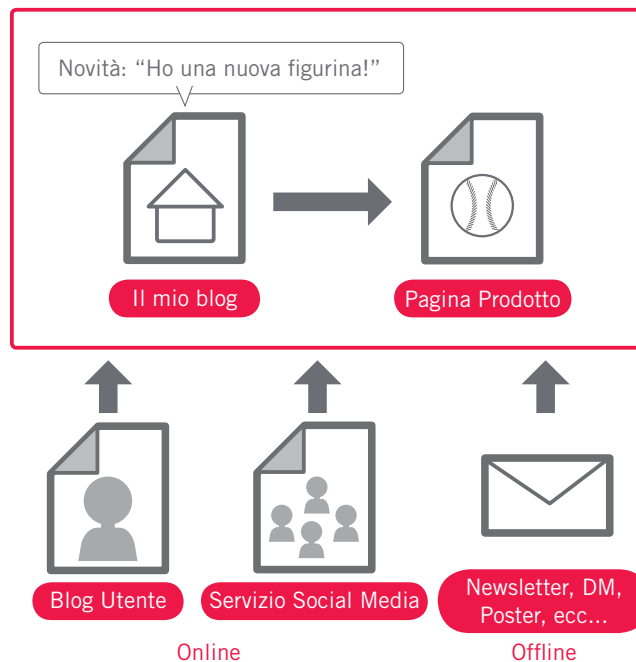 Novità: “Ho una nuova figurina!”
Il mio blog
Pagina Prodotto
Blog Utente
Servizio Social Media
Newsletter, DM,
Poster, ecc...
Online
Offline